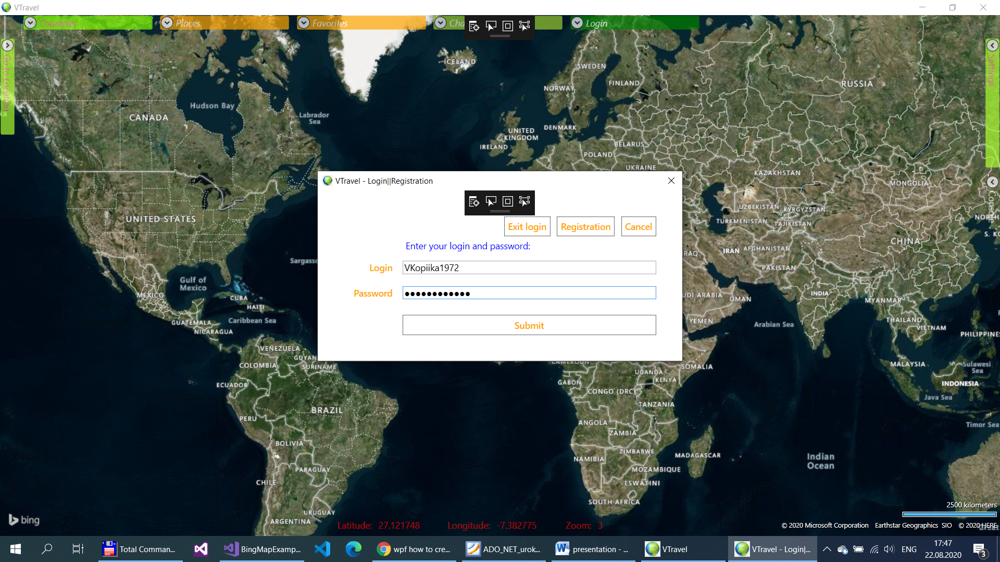 VTravel
Countries
Places
Favorites
Cha
Login
Go to Location
Settings
Console
ICELAND
SWEDEN
NORWAY
FINLAND
RUSSIA
Hudson Bay
Labrador
Sea
CANADA
UNITED
KINGDOM
DENMARK
IRELAND
BELARUS
POLAND
UKRAINE
KAZAKHSTAN
MONGOLIA
UNITED STATES
VTravel - Login||Registration
Exit login
Registration
Cancel
Enter your login and password:
Login
VKopiika1972
Password
●●●●●●●●●●●●
Submit
UZBEKISTAN
KYRGYZSTAN
TURKMENISTAN
TAJIKISTAN
NORTH
S. KO
CHINA
IRAQ
IRAN
AFGHANISTAN
PAKISTAN
Sargasso
Gulf of
Mexico
MEXICO
CUBA
HAITI
Caribbean Sea
GUATEMALA
NICARAGUA
UDI ARABIA
OMAN
INDIA
MYANMAR
YEMEN
Arabian Sea
THAILAND
VIETNAM
PHILIPPINES
VENEZUELA
GUYAN
SURINAME
COLOMBIA
ECUADOR
CAMEROON
SOMALIA
UGANDA
KENYA
GABON
CONGO (DRC)
TANZANIA
MALAYSIA
Sulawesi
Sea
INDONESIA
Java Sea
Timor Sea
BRAZIL
PERU
BOLIVIA
PARAGUAY
CHILE
URUGUAY
ARGENTINA
ANGOLA
ZAMBIA
ZIMBABWE
NAMIBIA
MOZAMBIQUE
MADAGASCAR
ESWATINI
SOUTH AFRICA
Indian
Ocean
bing
Latitude: 27.121748
Longitude: -7.382775
Zoom: 3
2500 kilometers
© 2020 Microsoft Corporation Earthstar Geographics SIO © 2020 HERE
Total Comman...
BingMapExamp...
wpf how to cre...
ADO_NET_urok...
presentation - ...
VTravel
VTravel - Login|...
ENG
17:47
22.08.2020
3